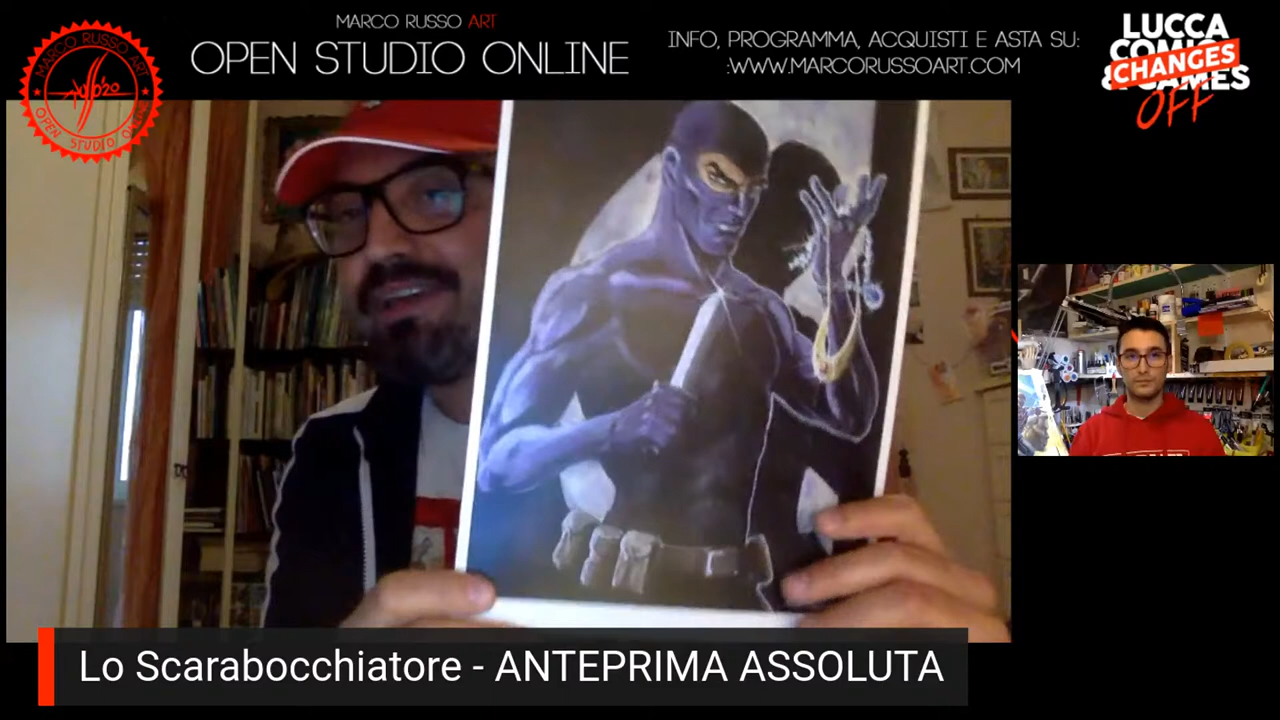 MARCO RUSSO ART
OPEN STUDIO ONLINE
INFO, PROGRAMMA, ACQUISTI E ASTA SU:
:WWW.MARCORUSSOART.COM
LUCCA
CHANGES
& GAMES
OFF
MARCO RUSSO ART
OPEN STUDIO ONLINE
Lo Scarabocchiatore - ANTEPRIMA ASSOLUTA